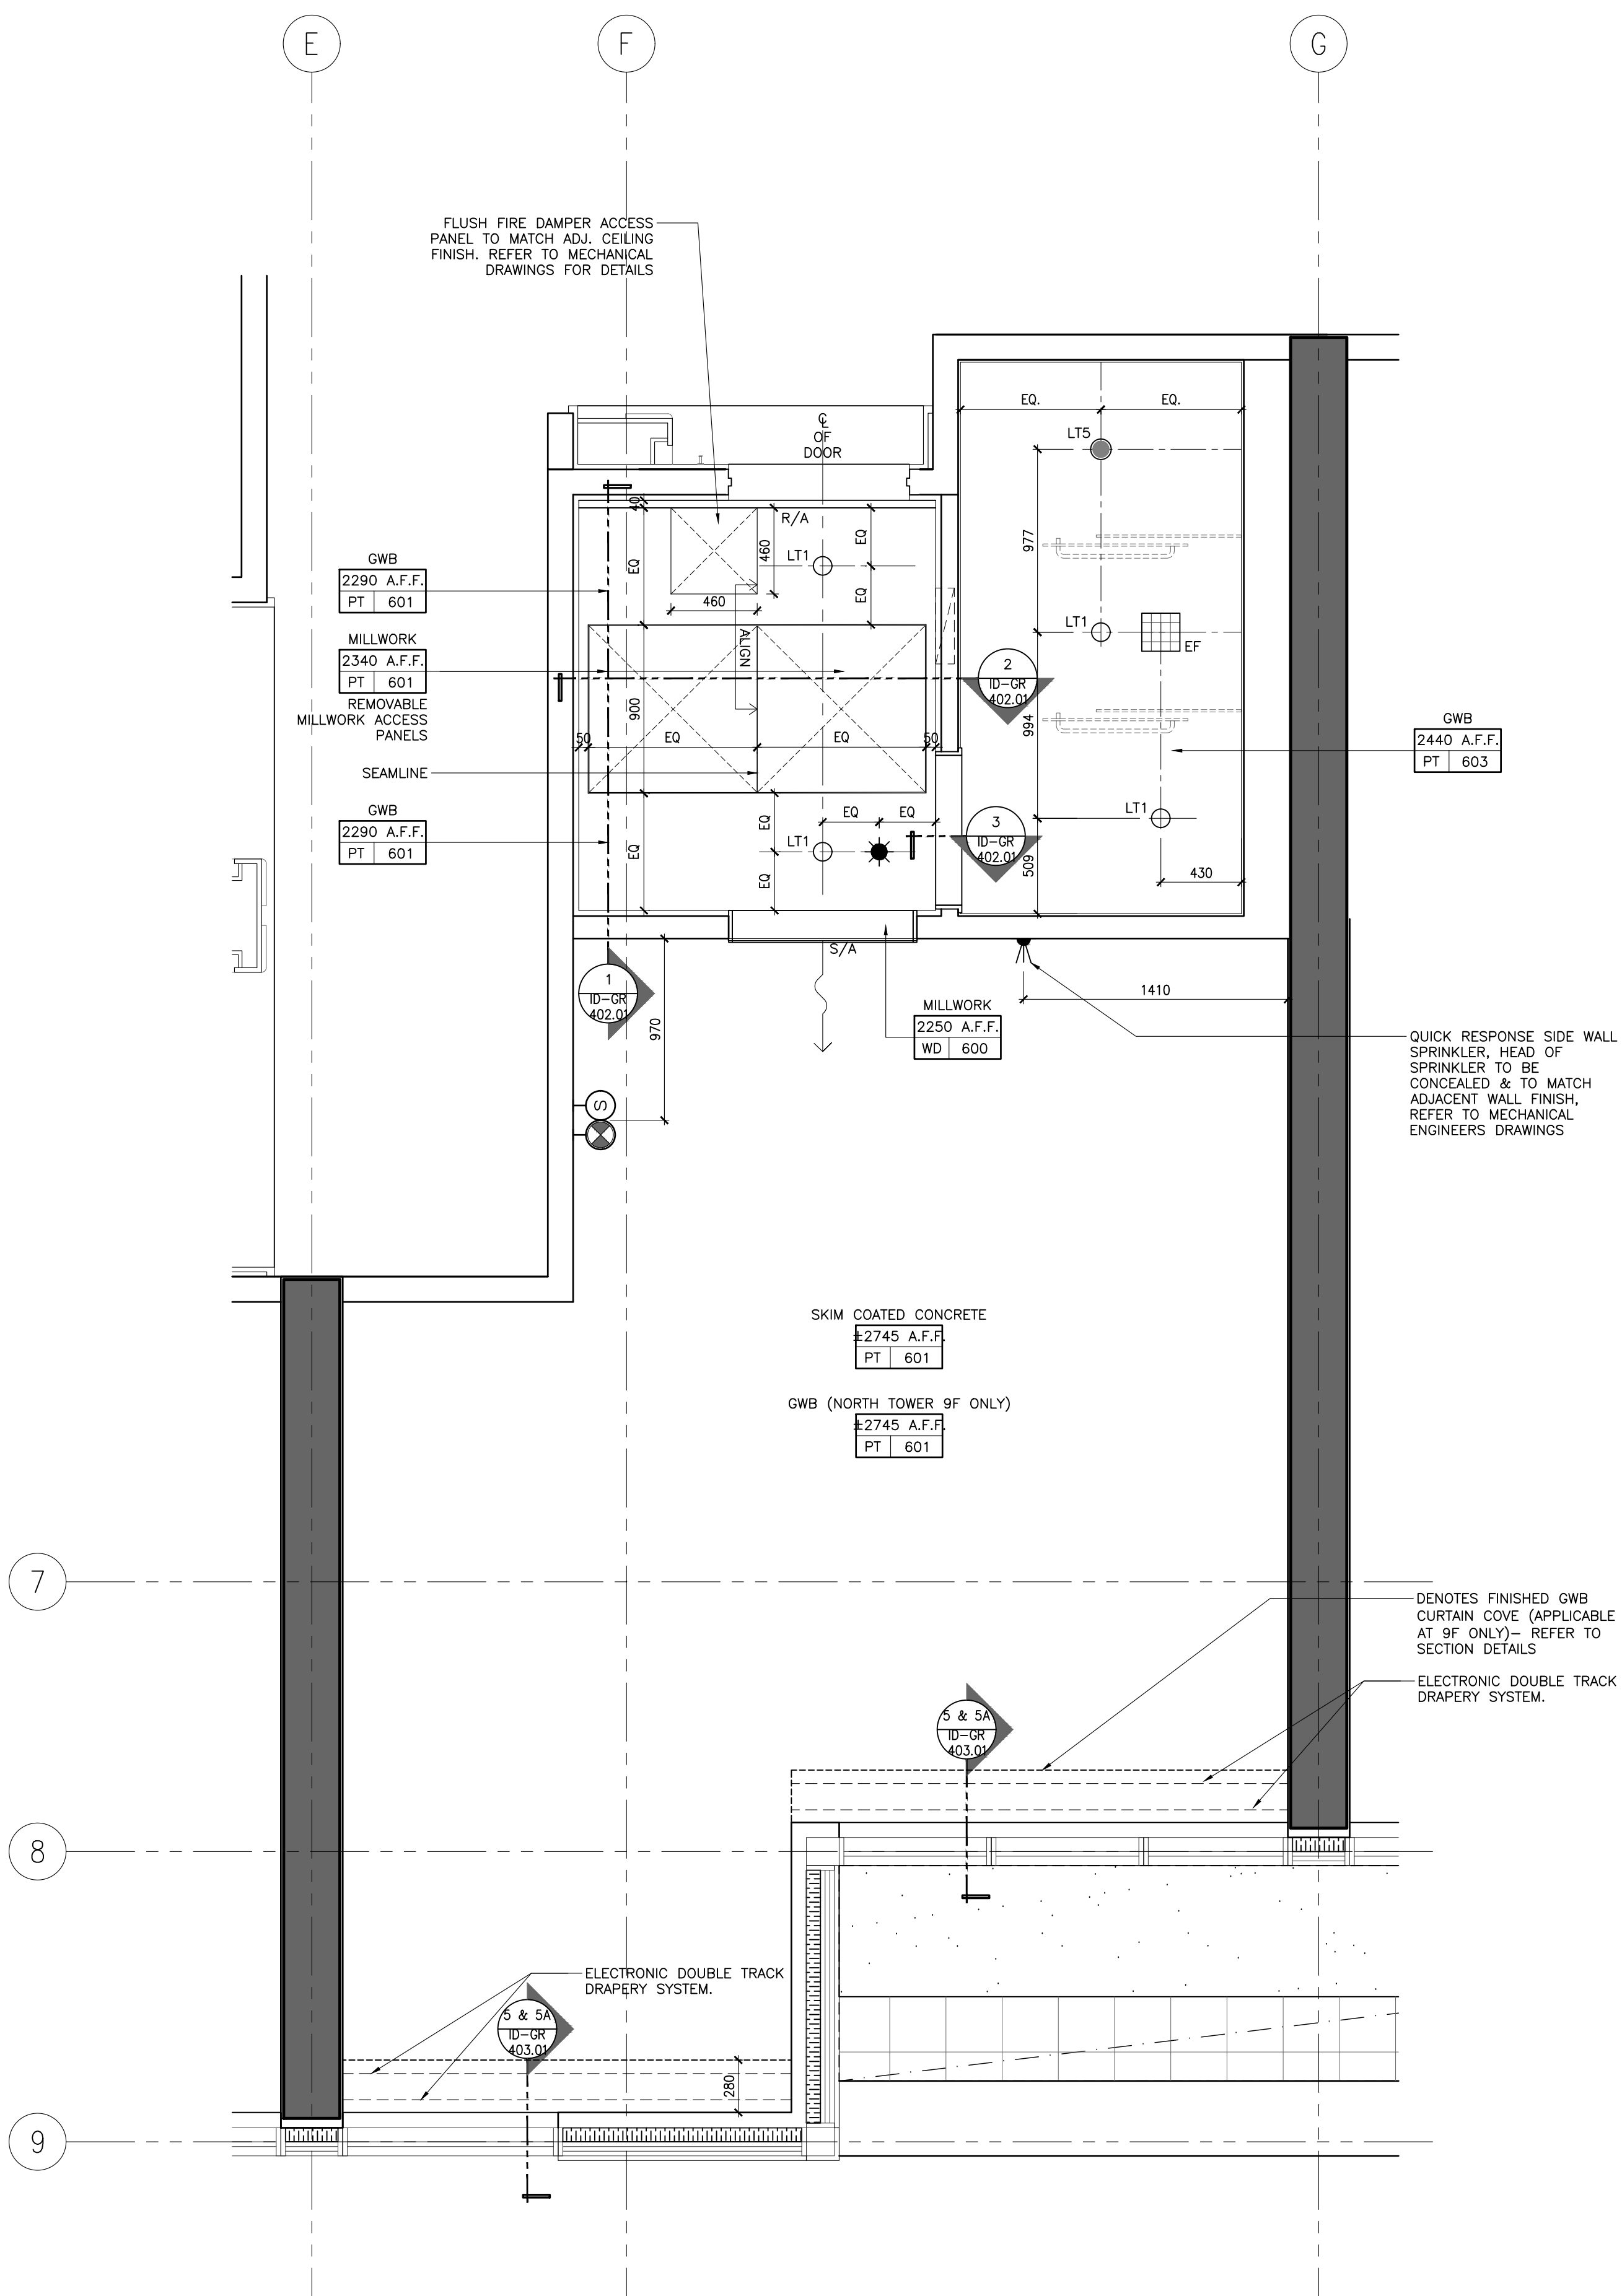 E
F
G
FLUSH FIRE DAMPER ACCESS
PANEL TO MATCH ADJ. CEILING
FINISH. REFER TO MECHANICAL
DRAWINGS FOR DETAILS
EQ.
EQ.
℄
OF
DOOR
LT5
40
R/A
460
EQ
EQ
LT1
977
GWB
2290 A.F.F.
PT 601
460
EQ
ALIGN
LT1
EF
MILLWORK
2340 A.F.F.
PT 601
REMOVABLE
MILLWORK ACCESS
PANELS
2
ID-GR
402.01
900
994
GWB
2440 A.F.F.
PT 603
50
EQ
EQ
50
SEAMLINE
GWB
2290 A.F.F.
PT 601
EQ
EQ
EQ
LT1
3
ID-GR
402.01
LT1
EQ
EQ
509
430
S/A
1
ID-GR
402.01
970
1410
MILLWORK
2250 A.F.F.
WD 600
QUICK RESPONSE SIDE WALL
SPRINKLER, HEAD OF
SPRINKLER TO BE
CONCEALED & TO MATCH
ADJACENT WALL FINISH,
REFER TO MECHANICAL
ENGINEERS DRAWINGS
S
SKIM COATED CONCRETE
±2745 A.F.F.
PT 601
GWB (NORTH TOWER 9F ONLY)
±2745 A.F.F.
PT 601
7
DENOTES FINISHED GWB
CURTAIN COVE (APPLICABLE
AT 9F ONLY)– REFER TO
SECTION DETAILS
ELECTRONIC DOUBLE TRACK
DRAPERY SYSTEM.
5 & 5A
ID-GR
403.01
8
ELECTRONIC DOUBLE TRACK
DRAPERY SYSTEM.
5 & 5A
ID-GR
403.01
280
9